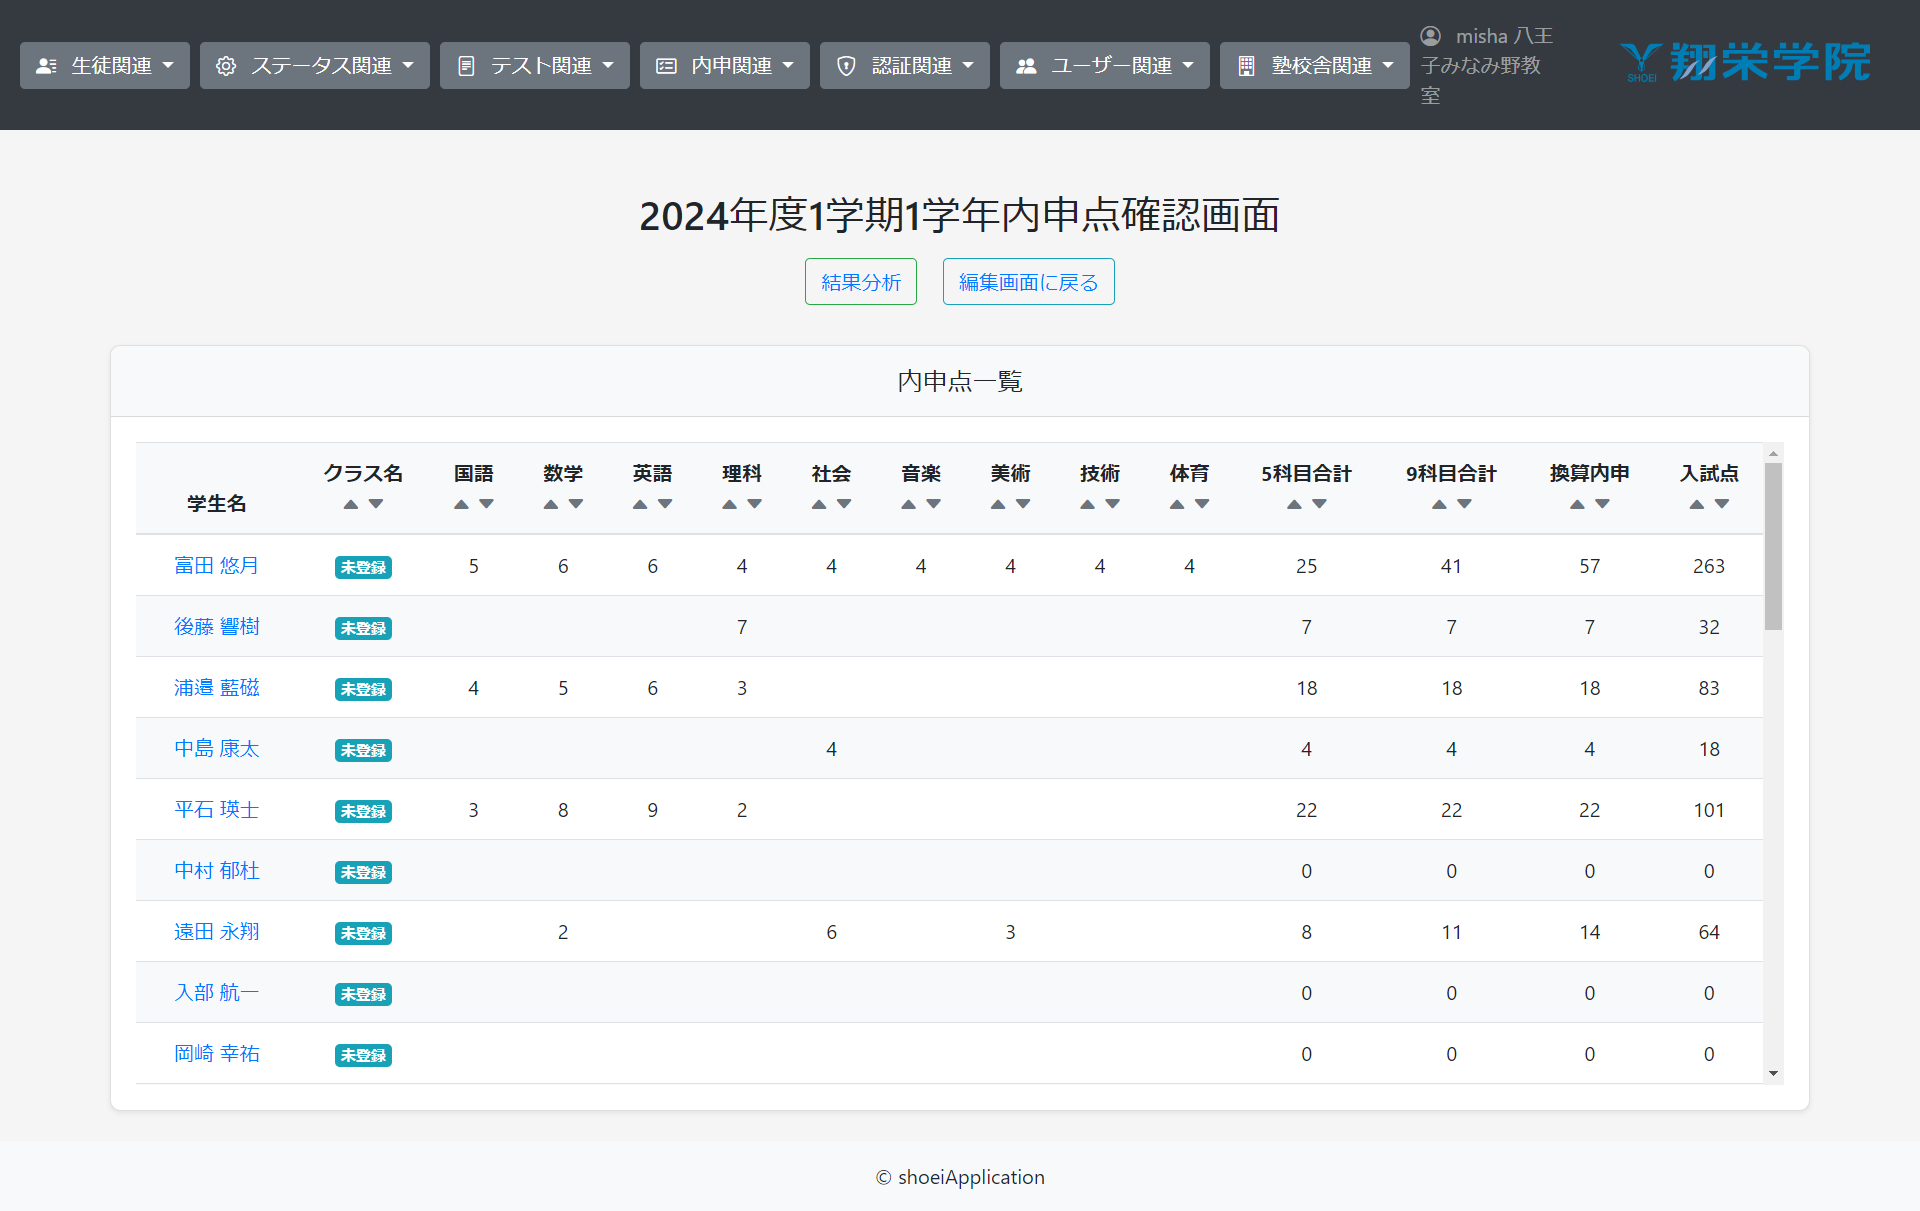 生徒関連 ステータス関連 テスト関連 内申関連 認証関連 ユーザー関連 塾校舎関連
misha 八王
子みなみ野教
室
SHOEI 翔栄学院
2024年度1学期1学年内申点確認画面
結果分析 編集画面に戻る
内申点一覧
学生名 クラス名 国語 数学 英語 理科 社会 音楽 美術 技術 体育 5科目合計 9科目合計 換算内申 入試点
富田 悠月 未登録 5 6 6 4 4 4 4 4 4 25 41 57 263
後藤 響樹 未登録 7 7 7 7 32
浦邉 藍磁 未登録 4 5 6 3 18 18 18 83
中島 康太 未登録 4 4 4 4 18
平石 瑛士 未登録 3 8 9 2 22 22 22 101
中村 郁杜 未登録 0 0 0 0
遠田 永翔 未登録 2 6 3 8 11 14 64
入部 航一 未登録 0 0 0 0
岡崎 幸祐 未登録 0 0 0 0
© shoeiApplication